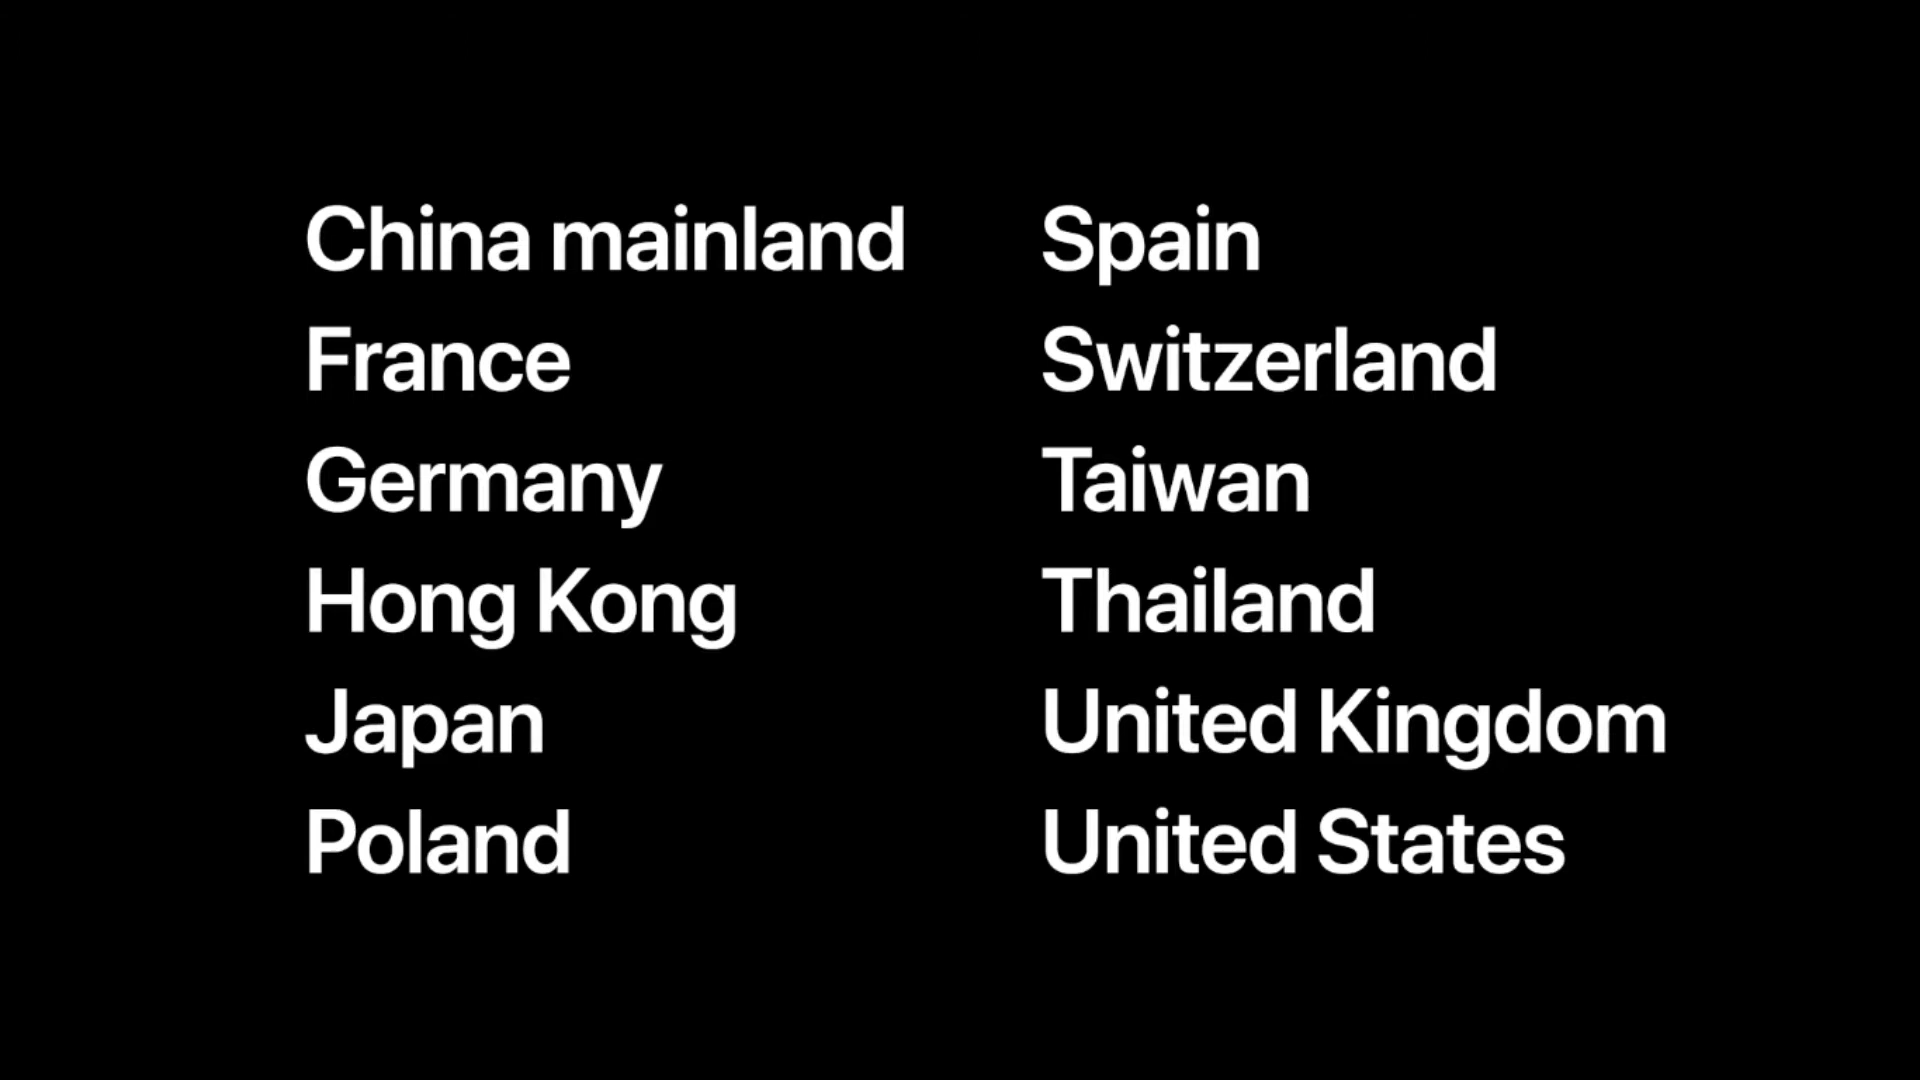 China mainland
France
Germany
Hong Kong
Japan
Poland
Spain
Switzerland
Taiwan
Thailand
United Kingdom
United States